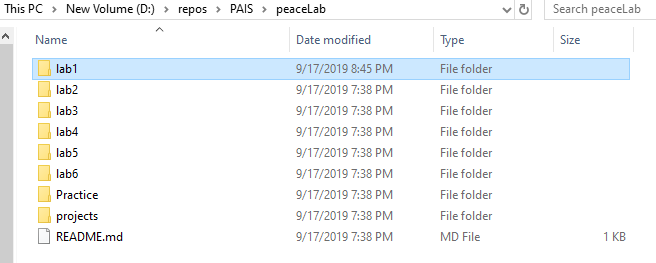 This PC > New Volume (D:) > repos > PAIS > peaceLab Search peaceLab
Name Date modified Type Size
lab1 9/17/2019 8:45 PM File folder
lab2 9/17/2019 7:38 PM File folder
lab3 9/17/2019 7:38 PM File folder
lab4 9/17/2019 7:38 PM File folder
lab5 9/17/2019 7:38 PM File folder
lab6 9/17/2019 7:38 PM File folder
Practice 9/17/2019 7:38 PM File folder
projects 9/17/2019 7:38 PM File folder
README.md 9/17/2019 7:38 PM MD File 1 KB